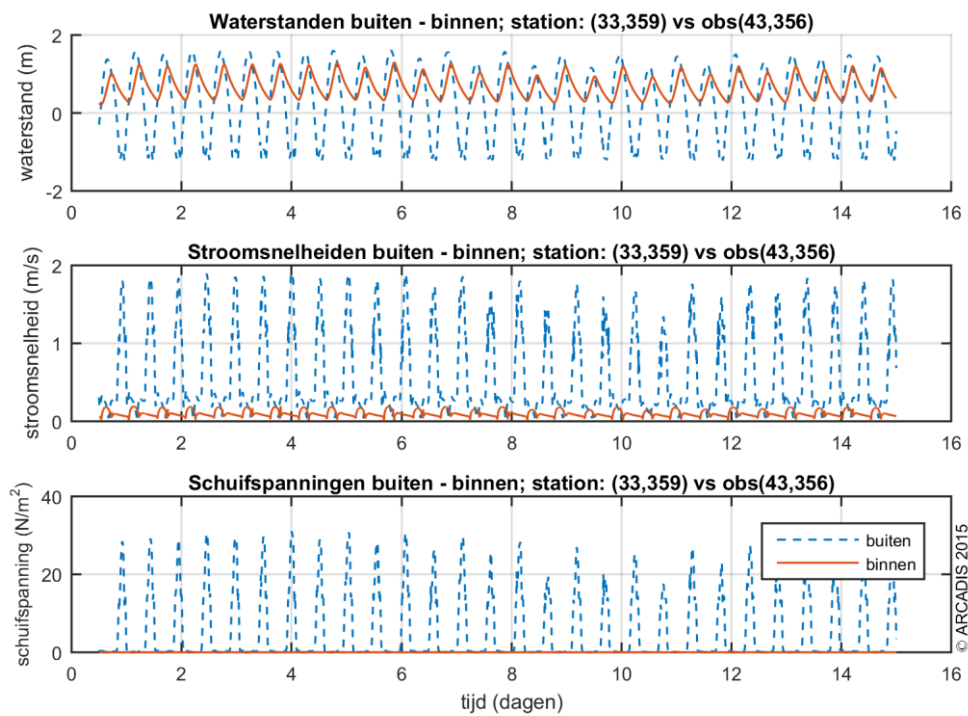 Waterstanden buiten - binnen; station: (33,359) vs obs(43,356)
waterstand (m)
2
0
-2
0 2 4 6 8 10 12 14 16
Stroomsnelheiden buiten - binnen; station: (33,359) vs obs(43,356)
stroomsnelheid (m/s)
2
1
0
0 2 4 6 8 10 12 14 16
Schuifspanningen buiten - binnen; station: (33,359) vs obs(43,356)
schuifspanning (N/m²)
40
20
0
buiten
binnen
0 2 4 6 8 10 12 14 16
tijd (dagen)
© ARCADIS 2015